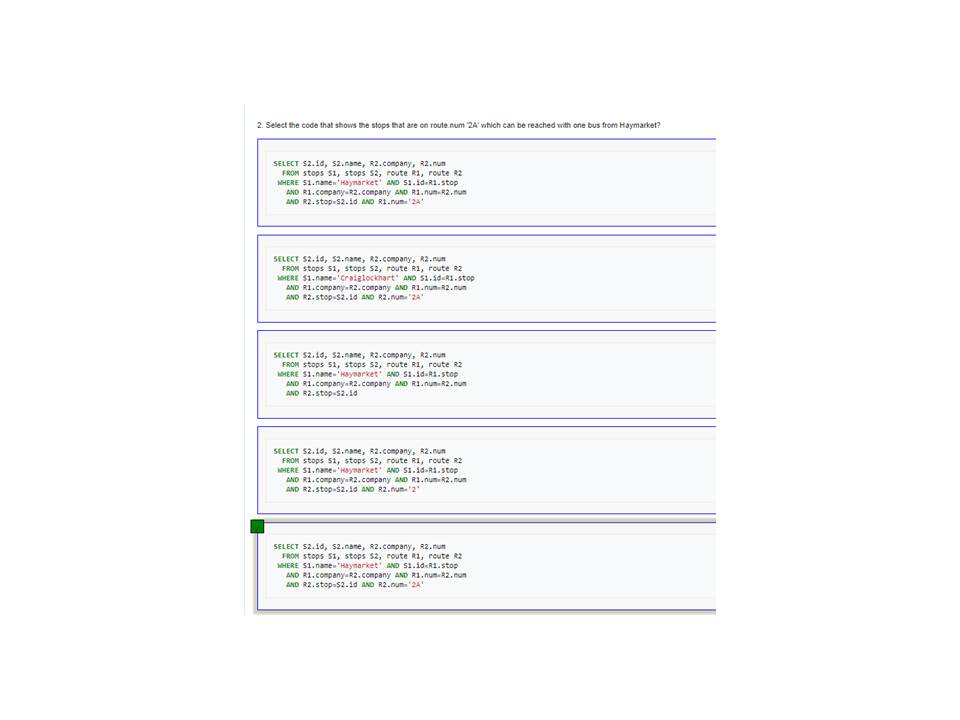 2. Select the code that shows the stops that are on route.num '2A' which can be reached with one bus from Haymarket?
SELECT S2.id, S2.name, R2.company, R2.num
FROM stops S1, stops S2, route R1, route R2
WHERE S1.name='Haymarket' AND S1.id=R1.stop
AND R1.company=R2.company AND R1.num=R2.num
AND R2.stop=S2.id AND R1.num='2A'
SELECT S2.id, S2.name, R2.company, R2.num
FROM stops S1, stops S2, route R1, route R2
WHERE S1.name='Craiglockhart' AND S1.id=R1.stop
AND R1.company=R2.company AND R1.num=R2.num
AND R2.stop=S2.id AND R2.num='2A'
SELECT S2.id, S2.name, R2.company, R2.num
FROM stops S1, stops S2, route R1, route R2
WHERE S1.name='Haymarket' AND S1.id=R1.stop
AND R1.company=R2.company AND R1.num=R2.num
AND R2.stop=S2.id
SELECT S2.id, S2.name, R2.company, R2.num
FROM stops S1, stops S2, route R1, route R2
WHERE S1.name='Haymarket' AND S1.id=R1.stop
AND R1.company=R2.company AND R1.num=R2.num
AND R2.stop=S2.id AND R2.num='2'
SELECT S2.id, S2.name, R2.company, R2.num
FROM stops S1, stops S2, route R1, route R2
WHERE S1.name='Haymarket' AND S1.id=R1.stop
AND R1.company=R2.company AND R1.num=R2.num
AND R2.stop=S2.id AND R2.num='2A'